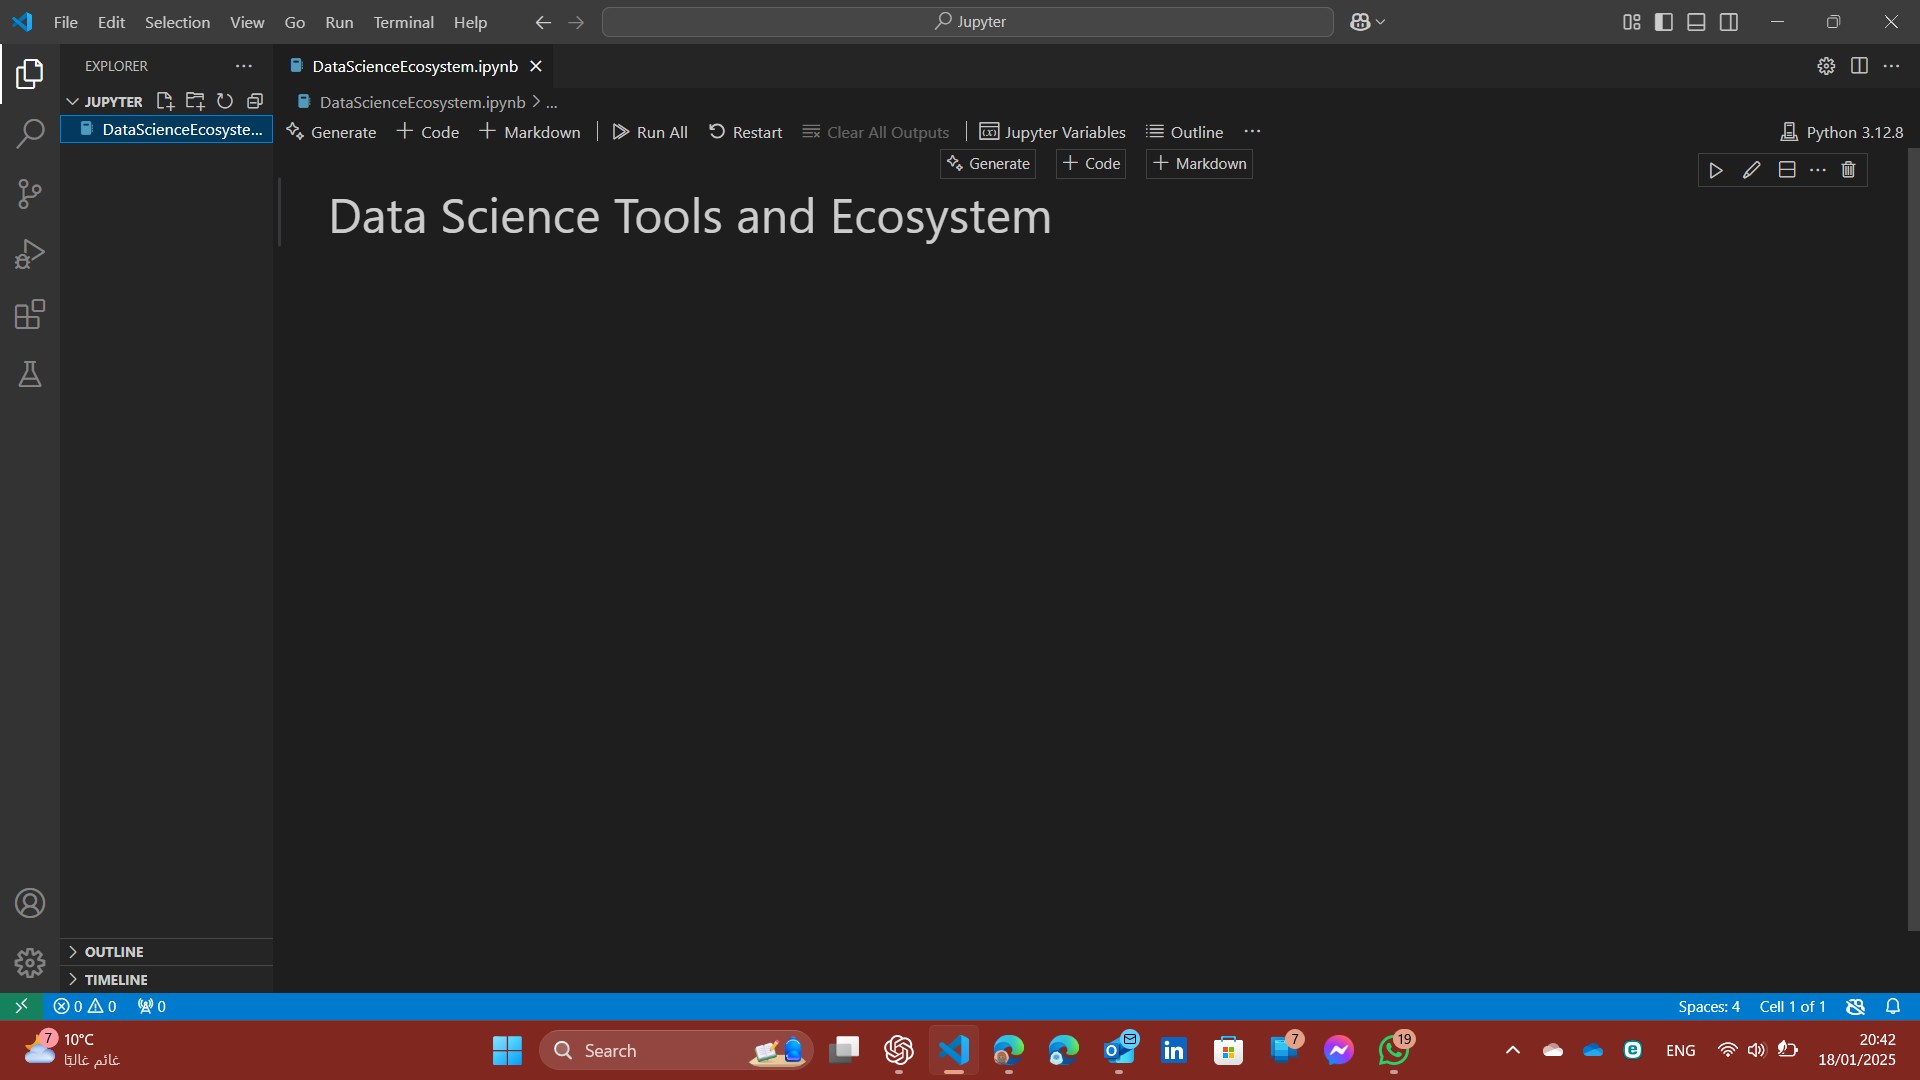 File Edit Selection View Go Run Terminal Help
Jupyter
EXPLORER
DataScienceEcosystem.ipynb
JUPYTER
DataScienceEcosystem.ipynb > ...
DataScienceEcosyste...
Generate + Code + Markdown Run All Restart Clear All Outputs Jupyter Variables Outline ...
Python 3.12.8
Generate + Code + Markdown
Data Science Tools and Ecosystem
OUTLINE
TIMELINE
0 0 0
Spaces: 4 Cell 1 of 1
7 10°C
غائم غالبًا
Search
7
19
ENG
20:42
18/01/2025